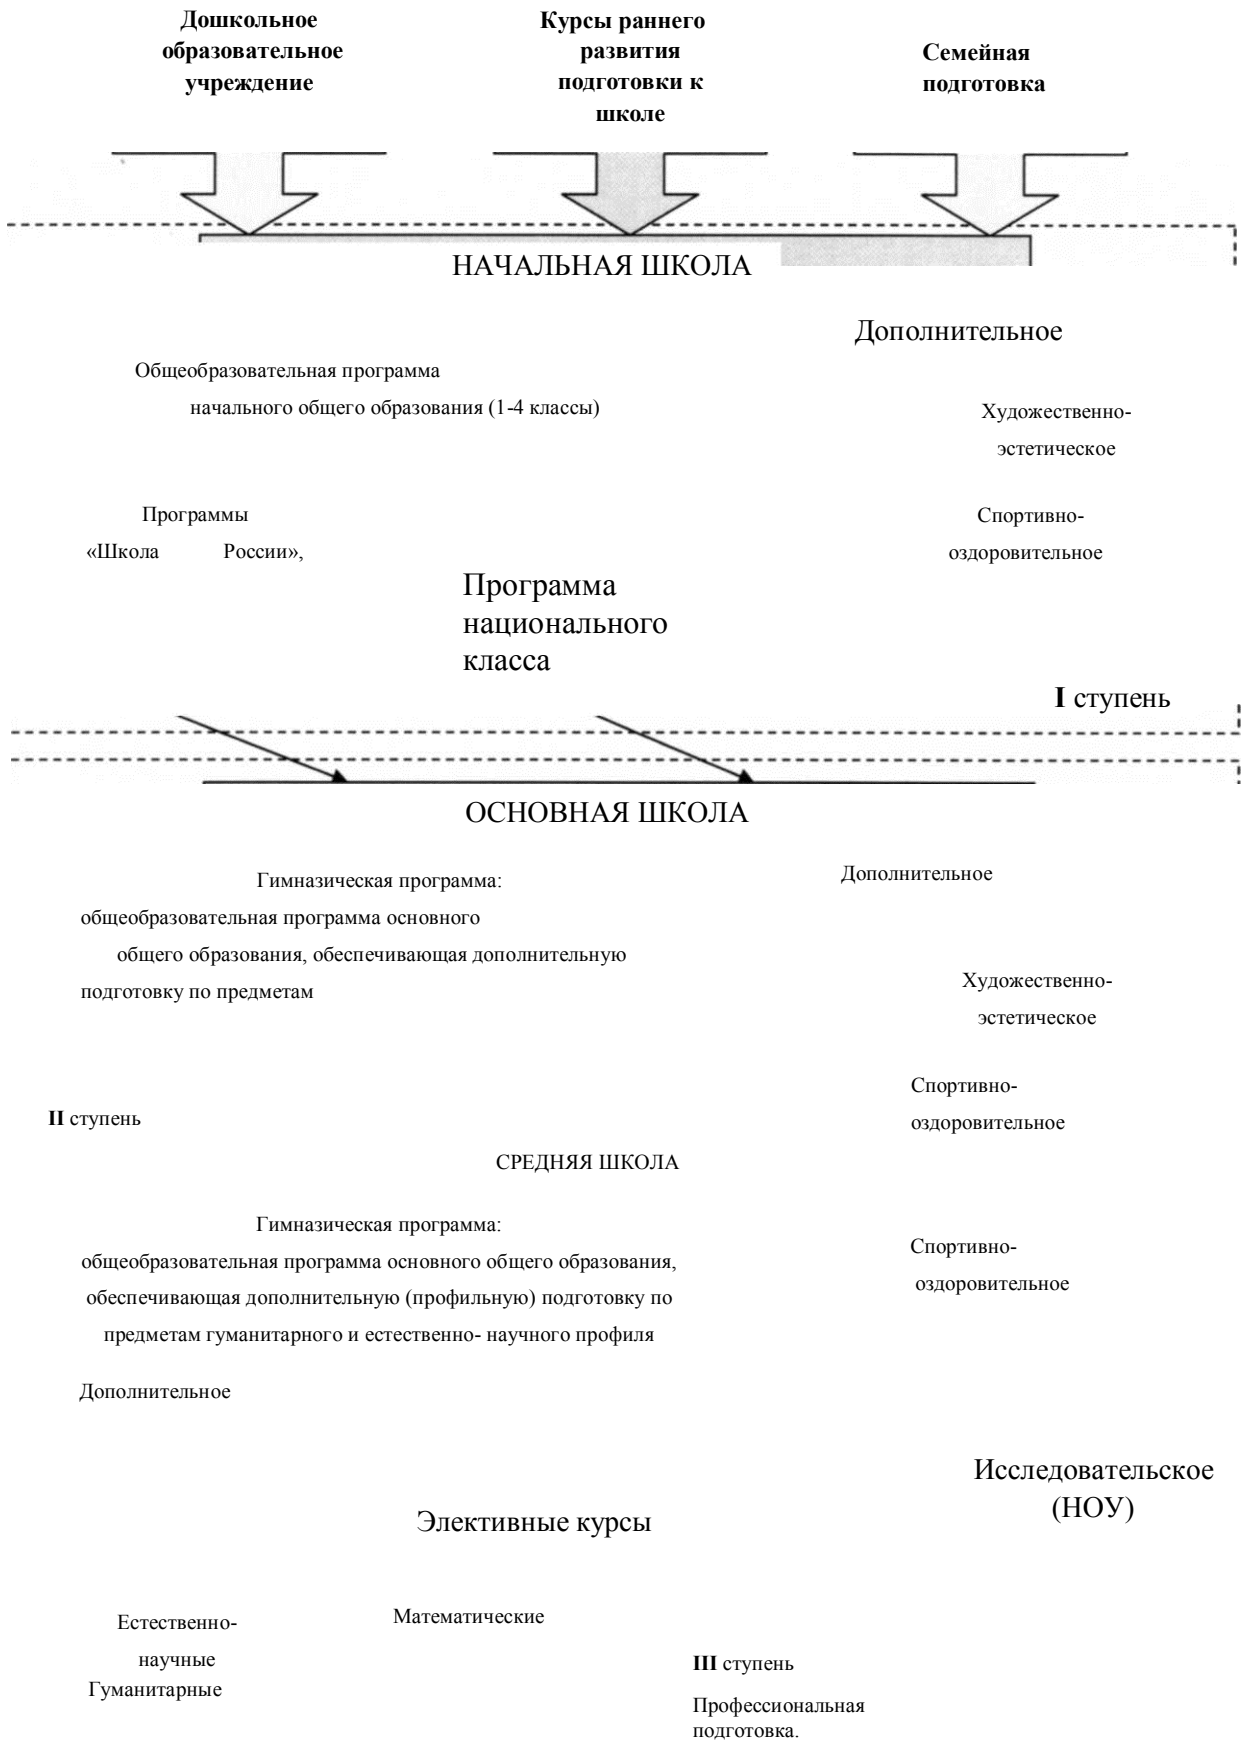 Дошкольное
образовательное
учреждение
Курсы раннего
развития
подготовки к
школе
Семейная
подготовка
НАЧАЛЬНАЯ ШКОЛА
Дополнительное
Общеобразовательная программа
начального общего образования (1-4 классы)
Художественно-
эстетическое
Программы
«Школа России»,
Спортивно-
оздоровительное
Программа
национального
класса
I ступень
ОСНОВНАЯ ШКОЛА
Гимназическая программа:
общеобразовательная программа основного
общего образования, обеспечивающая дополнительную
подготовку по предметам
Дополнительное
Художественно-
эстетическое
Спортивно-
оздоровительное
II ступень
СРЕДНЯЯ ШКОЛА
Гимназическая программа:
общеобразовательная программа основного общего образования,
обеспечивающая дополнительную (профильную) подготовку по
предметам гуманитарного и естественно- научного профиля
Спортивно-
оздоровительное
Дополнительное
Исследовательское
(НОУ)
Элективные курсы
Естественно-
научные
Гуманитарные
Математические
III ступень
Профессиональная
подготовка.